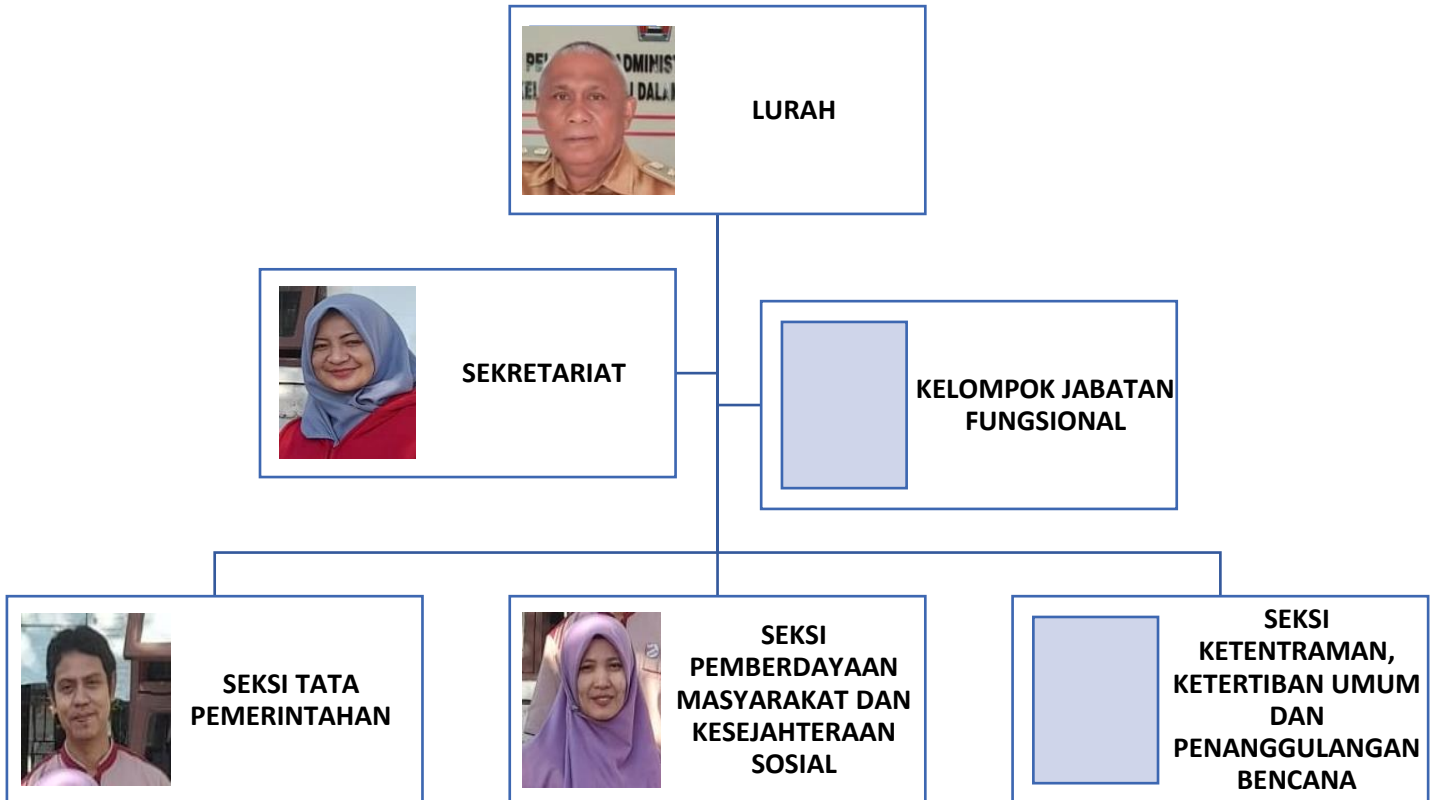 LURAH
SEKRETARIAT
KELOMPOK JABATAN
FUNGSIONAL
SEKSI TATA
PEMERINTAHAN
SEKSI
PEMBERDAYAAN
MASYARAKAT DAN
KESEJAHTERAAN
SOSIAL
SEKSI
KETENTRAMAN,
KETERTIBAN UMUM
DAN
PENANGGULANGAN
BENCANA